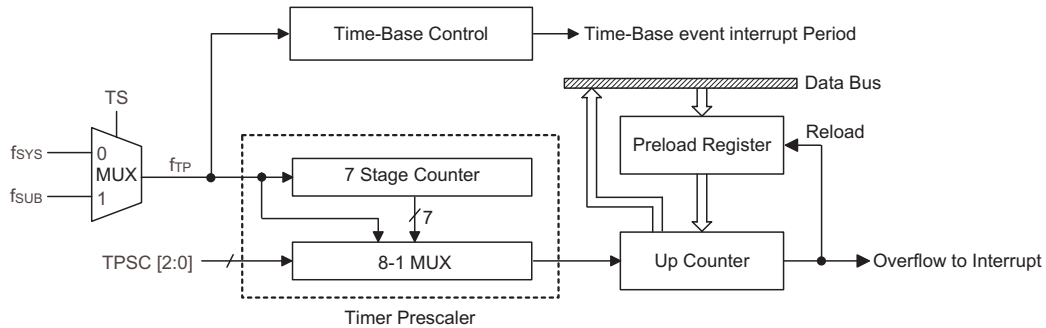 Time-Base Control
Time-Base event interrupt Period
Data Bus
TS
Preload Register
Reload
fSYS
0
MUX
fTP
7 Stage Counter
fSUB
1
7
TPSC [2:0]
8-1 MUX
Up Counter
Overflow to Interrupt
Timer Prescaler